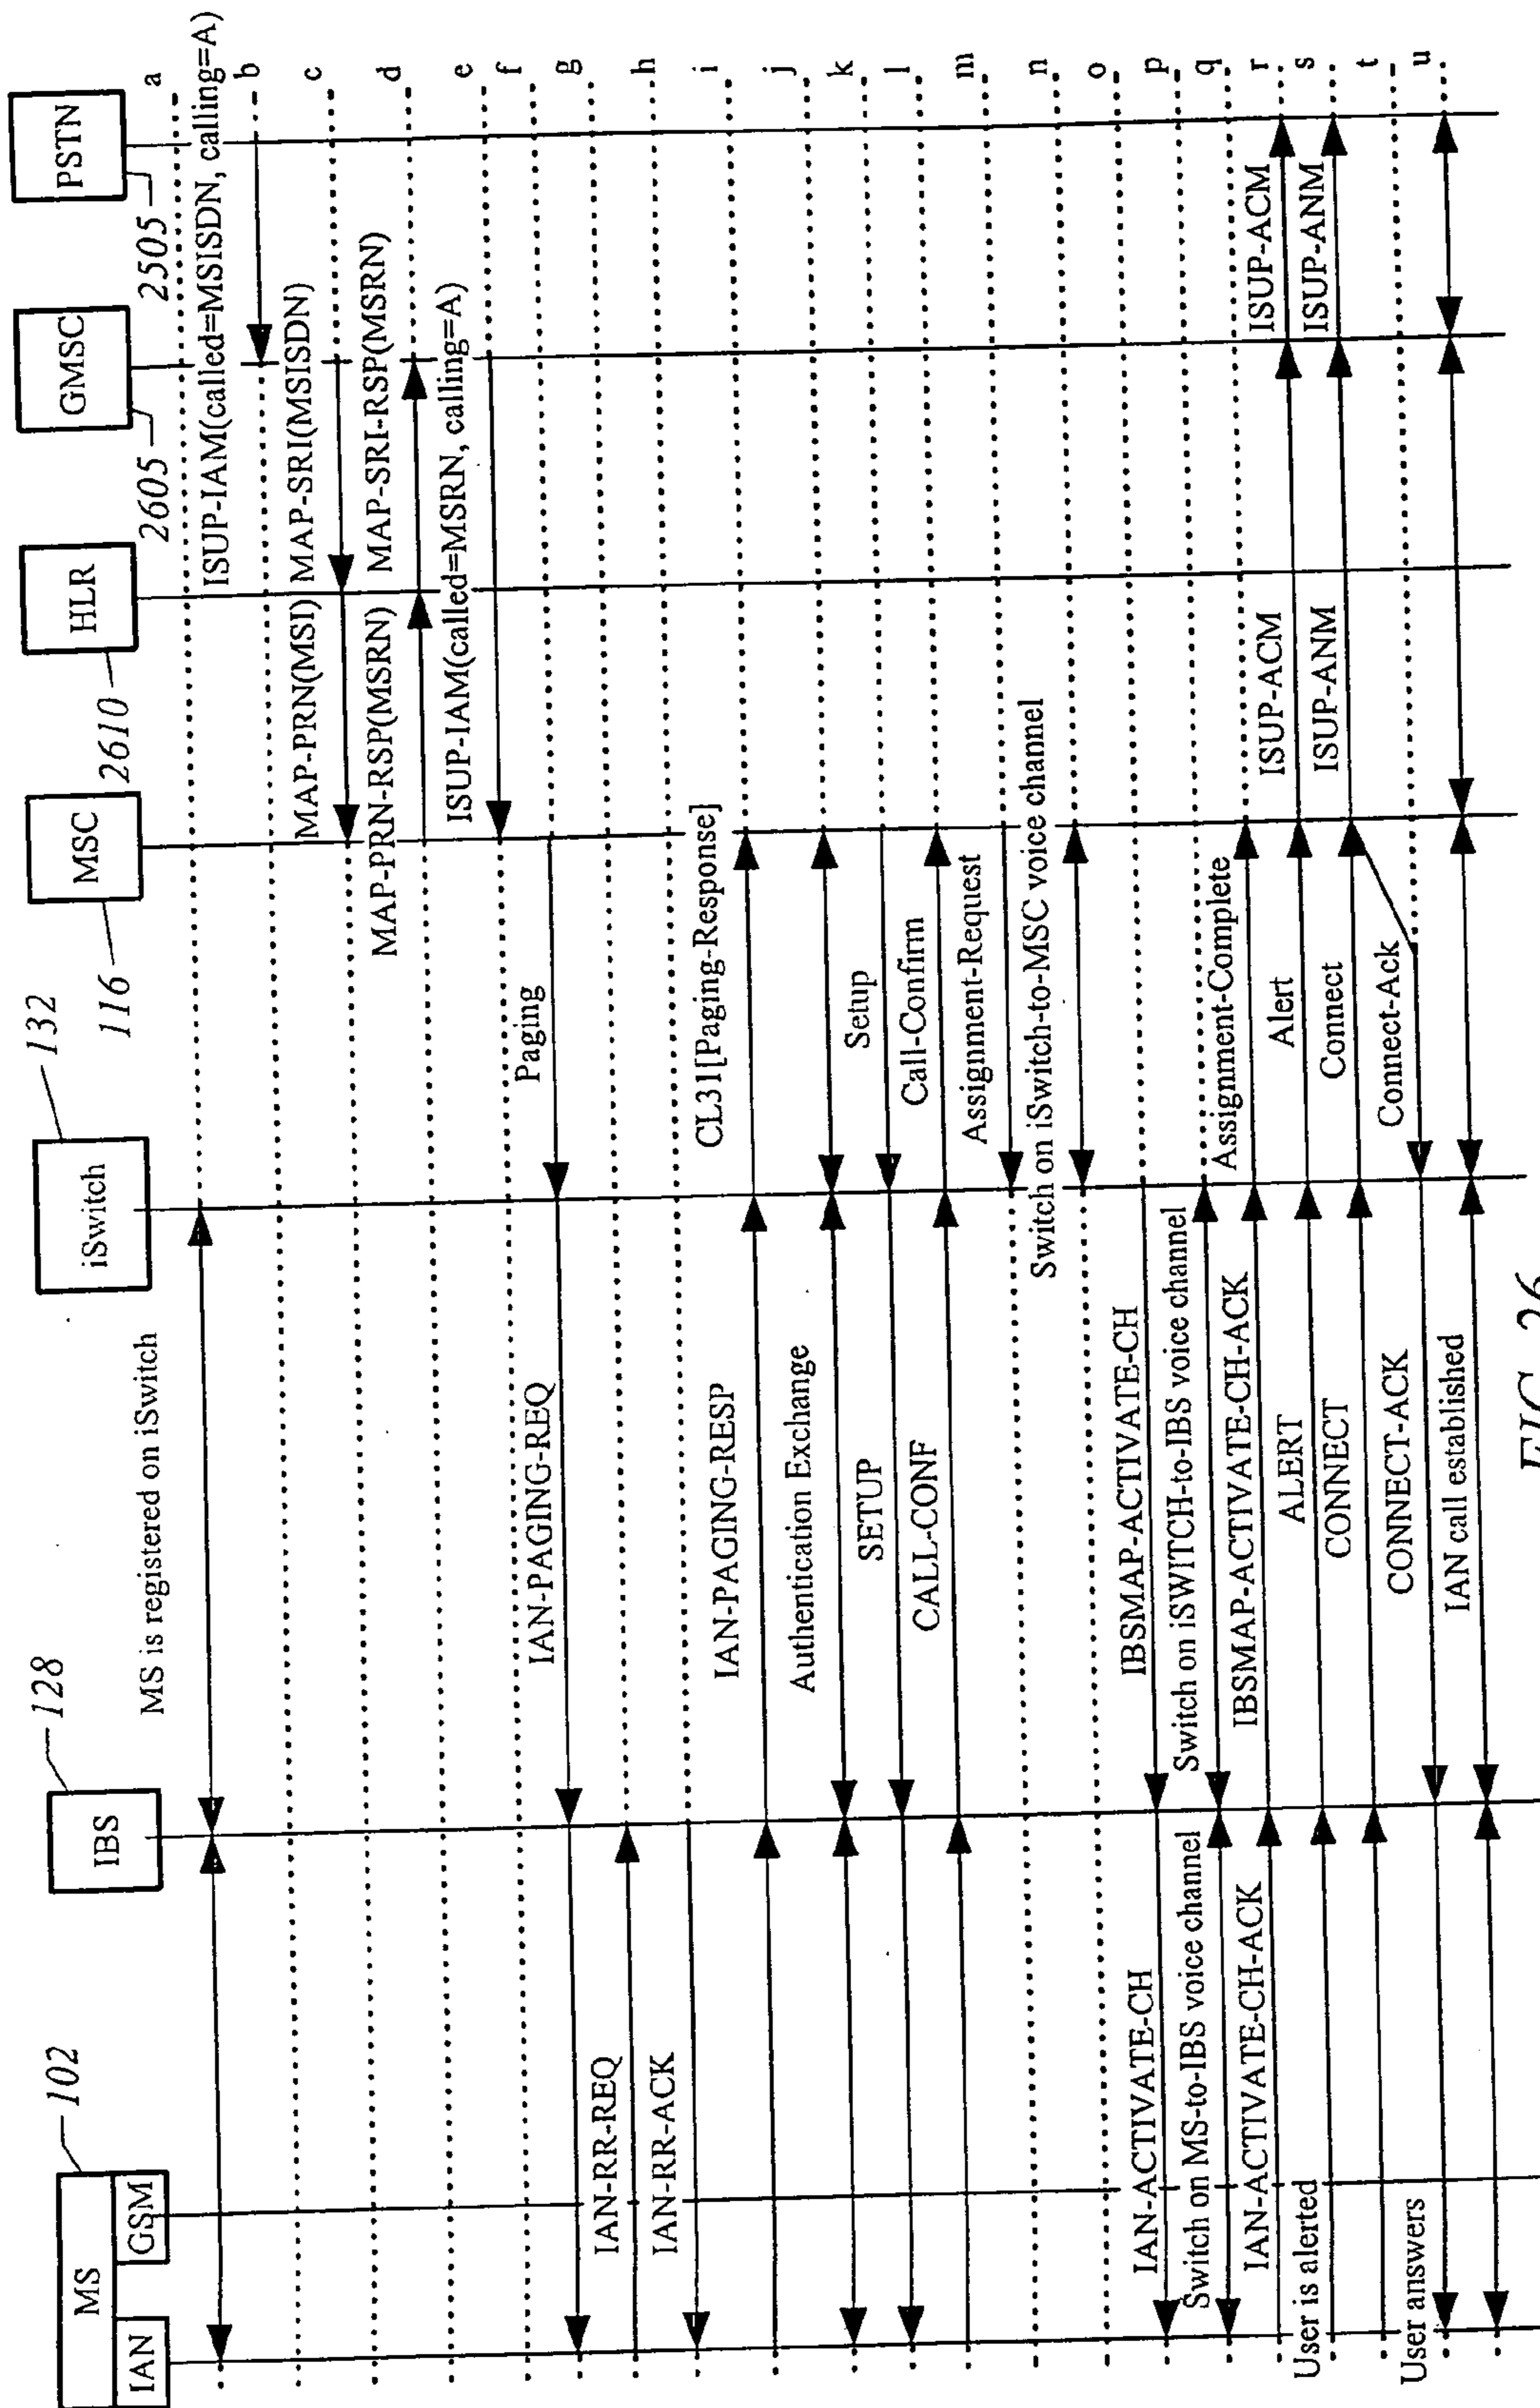 MS
IAN
GSM
102
IBS
128
iSwitch
132
MSC
116
HLR
2610
GMSC
2605
PSTN
2505
a
MS is registered on iSwitch
ISUP-IAM(called=MSISDN, calling=A)
b
MAP-PRN(MSI)
MAP-SRI(MSISDN)
c
MAP-PRN-RSP(MSRN)
MAP-SRI-RSP(MSRN)
d
ISUP-IAM(called=MSRN, calling=A)
e
f
IAN-PAGING-REQ
Paging
g
IAN-RR-REQ
h
IAN-RR-ACK
i
IAN-PAGING-RESP
CL31[Paging-Response]
j
Authentication Exchange
k
SETUP
Setup
l
CALL-CONF
Call-Confirm
m
Assignment-Request
n
Switch on iSwitch-to-MSC voice channel
o
IAN-ACTIVATE-CH
IBSMAP-ACTIVATE-CH
p
Switch on MS-to-IBS voice channel
Switch on iSWITCH-to-IBS voice channel
q
IAN-ACTIVATE-CH-ACK
IBSMAP-ACTIVATE-CH-ACK
Assignment-Complete
r
User is alerted
ALERT
Alert
ISUP-ACM
ISUP-ACM
s
CONNECT
Connect
ISUP-ANM
ISUP-ANM
t
User answers
CONNECT-ACK
Connect-Ack
u
IAN call established
FIG. 26